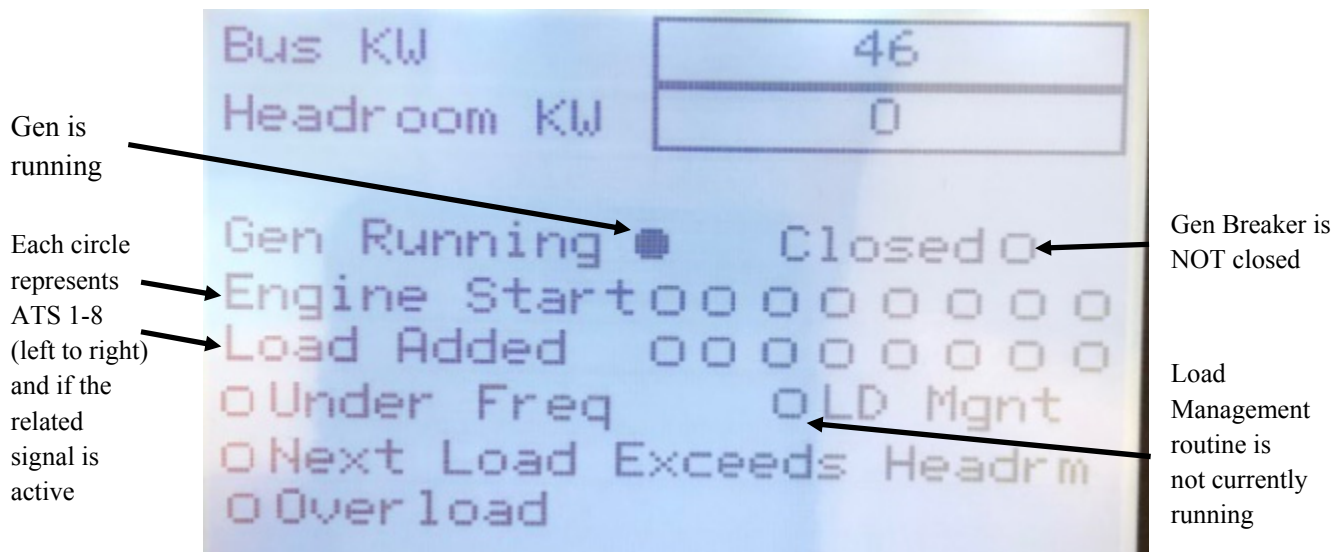 Bus KW 46
Headroom KW 0
Gen is
running
Gen Running Closed
Gen Breaker is
NOT closed
Each circle
represents
ATS 1-8
(left to right)
and if the
related
signal is
active
Engine Start
Load Added
Under Freq LD Mgnt
Next Load Exceeds Headrm
Overload
Load
Management
routine is
not currently
running